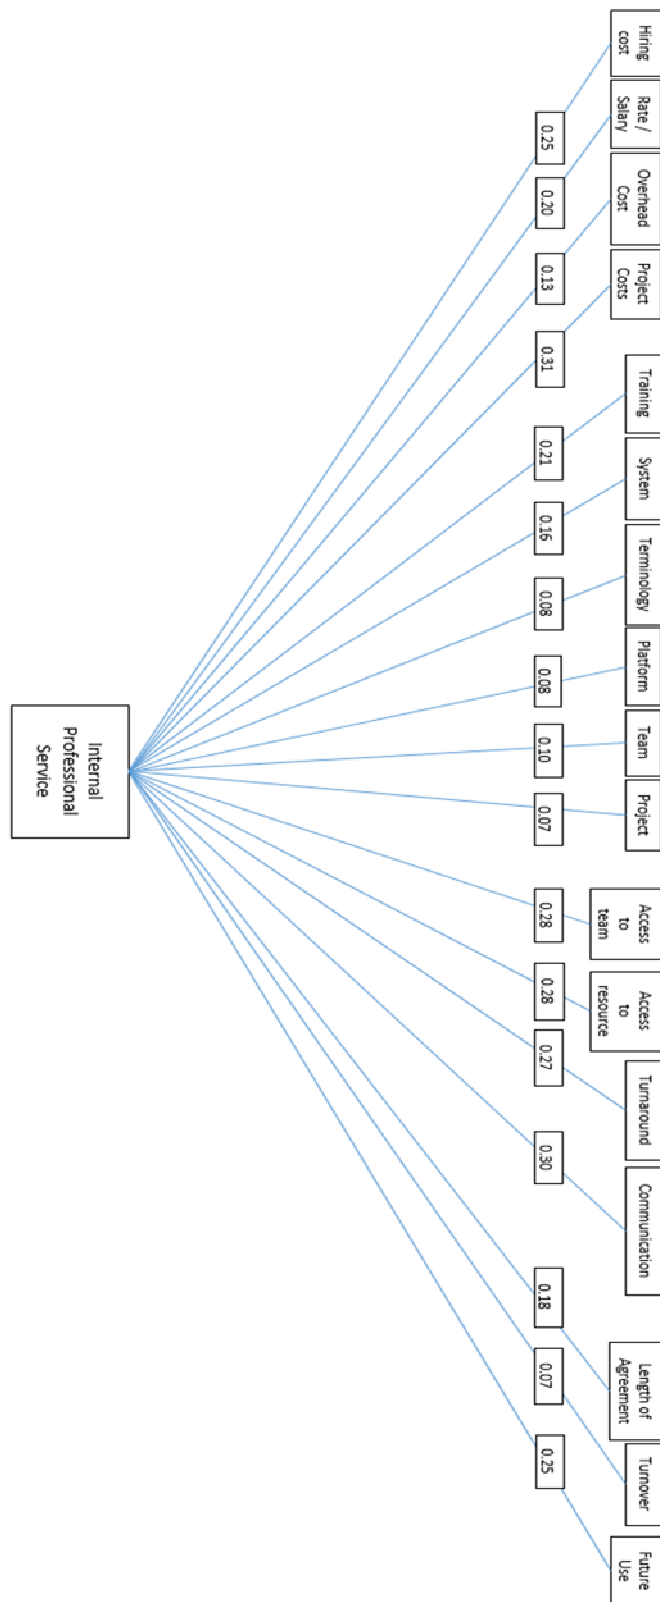 Hiring
cost
Rate /
Salary
Overhead
Cost
Project
Costs
Training
System
Terminology
Platform
Team
Project
Access
to
team
Access
to
resource
Turnaround
Communication
Length of
Agreement
Turnover
Future
Use
0.25
0.20
0.13
0.31
0.21
0.16
0.08
0.08
0.10
0.07
0.28
0.28
0.27
0.30
0.18
0.07
0.25
Internal
Professional
Service